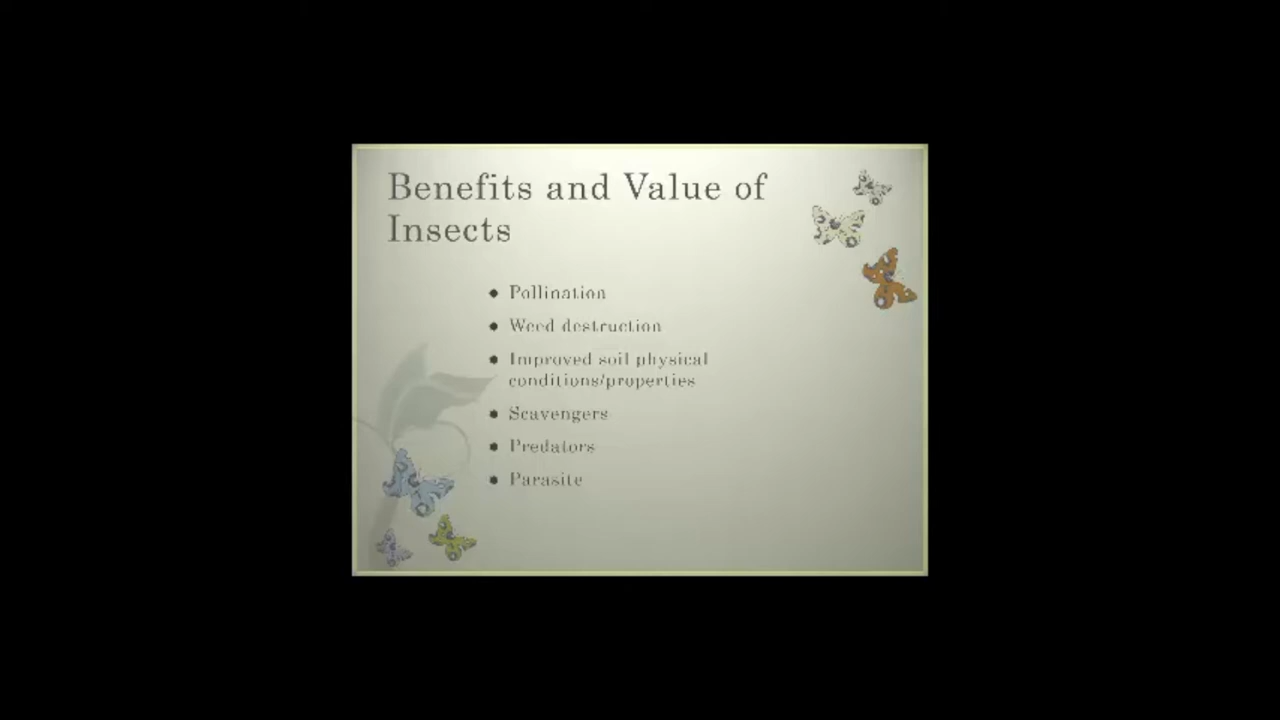 Benefits and Value of
Insects
● Pollination
● Weed destruction
● Improved soil physical
conditions/properties
● Scavengers
● Predators
● Parasite